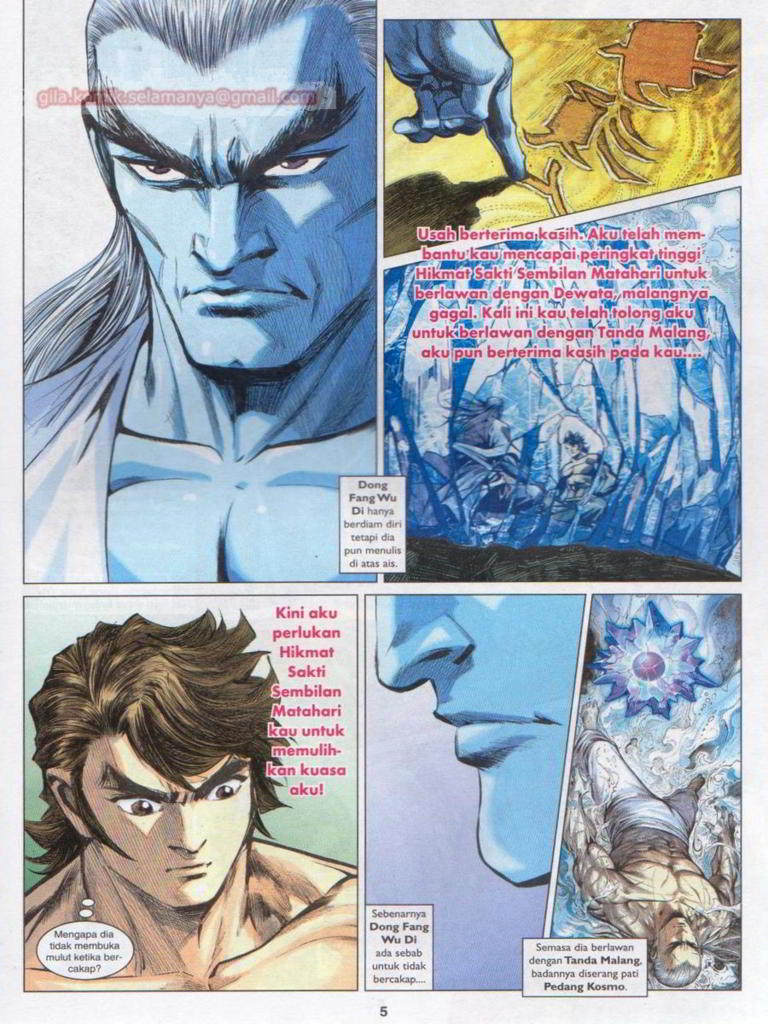 gila.komik.selamanya@gmail.com
Dong
Fang Wu
Di hanya
berdiam diri
tetapi dia
pun menulis
di atas ais.
Usah berterima kasih. Aku telah mem-
bantu kau mencapai peringkat tinggi
Hikmat Sakti Sembilan Matahari untuk
berlawan dengan Dewata, malangnya
gagal. Kali ini kau telah tolong aku
untuk berlawan dengan Tanda Malang,
aku pun berterima kasih pada kau....
Kini aku
perlukan
Hikmat
Sakti
Sembilan
Matahari
kau untuk
memulih-
kan kuasa
aku!
Mengapa dia
tidak membuka
mulut ketika ber-
cakap?
Sebenarnya
Dong Fang
Wu Di
ada sebab
untuk tidak
bercakap....
Semasa dia berlawan
dengan Tanda Malang,
badannya diserang pati
Pedang Kosmo.
5